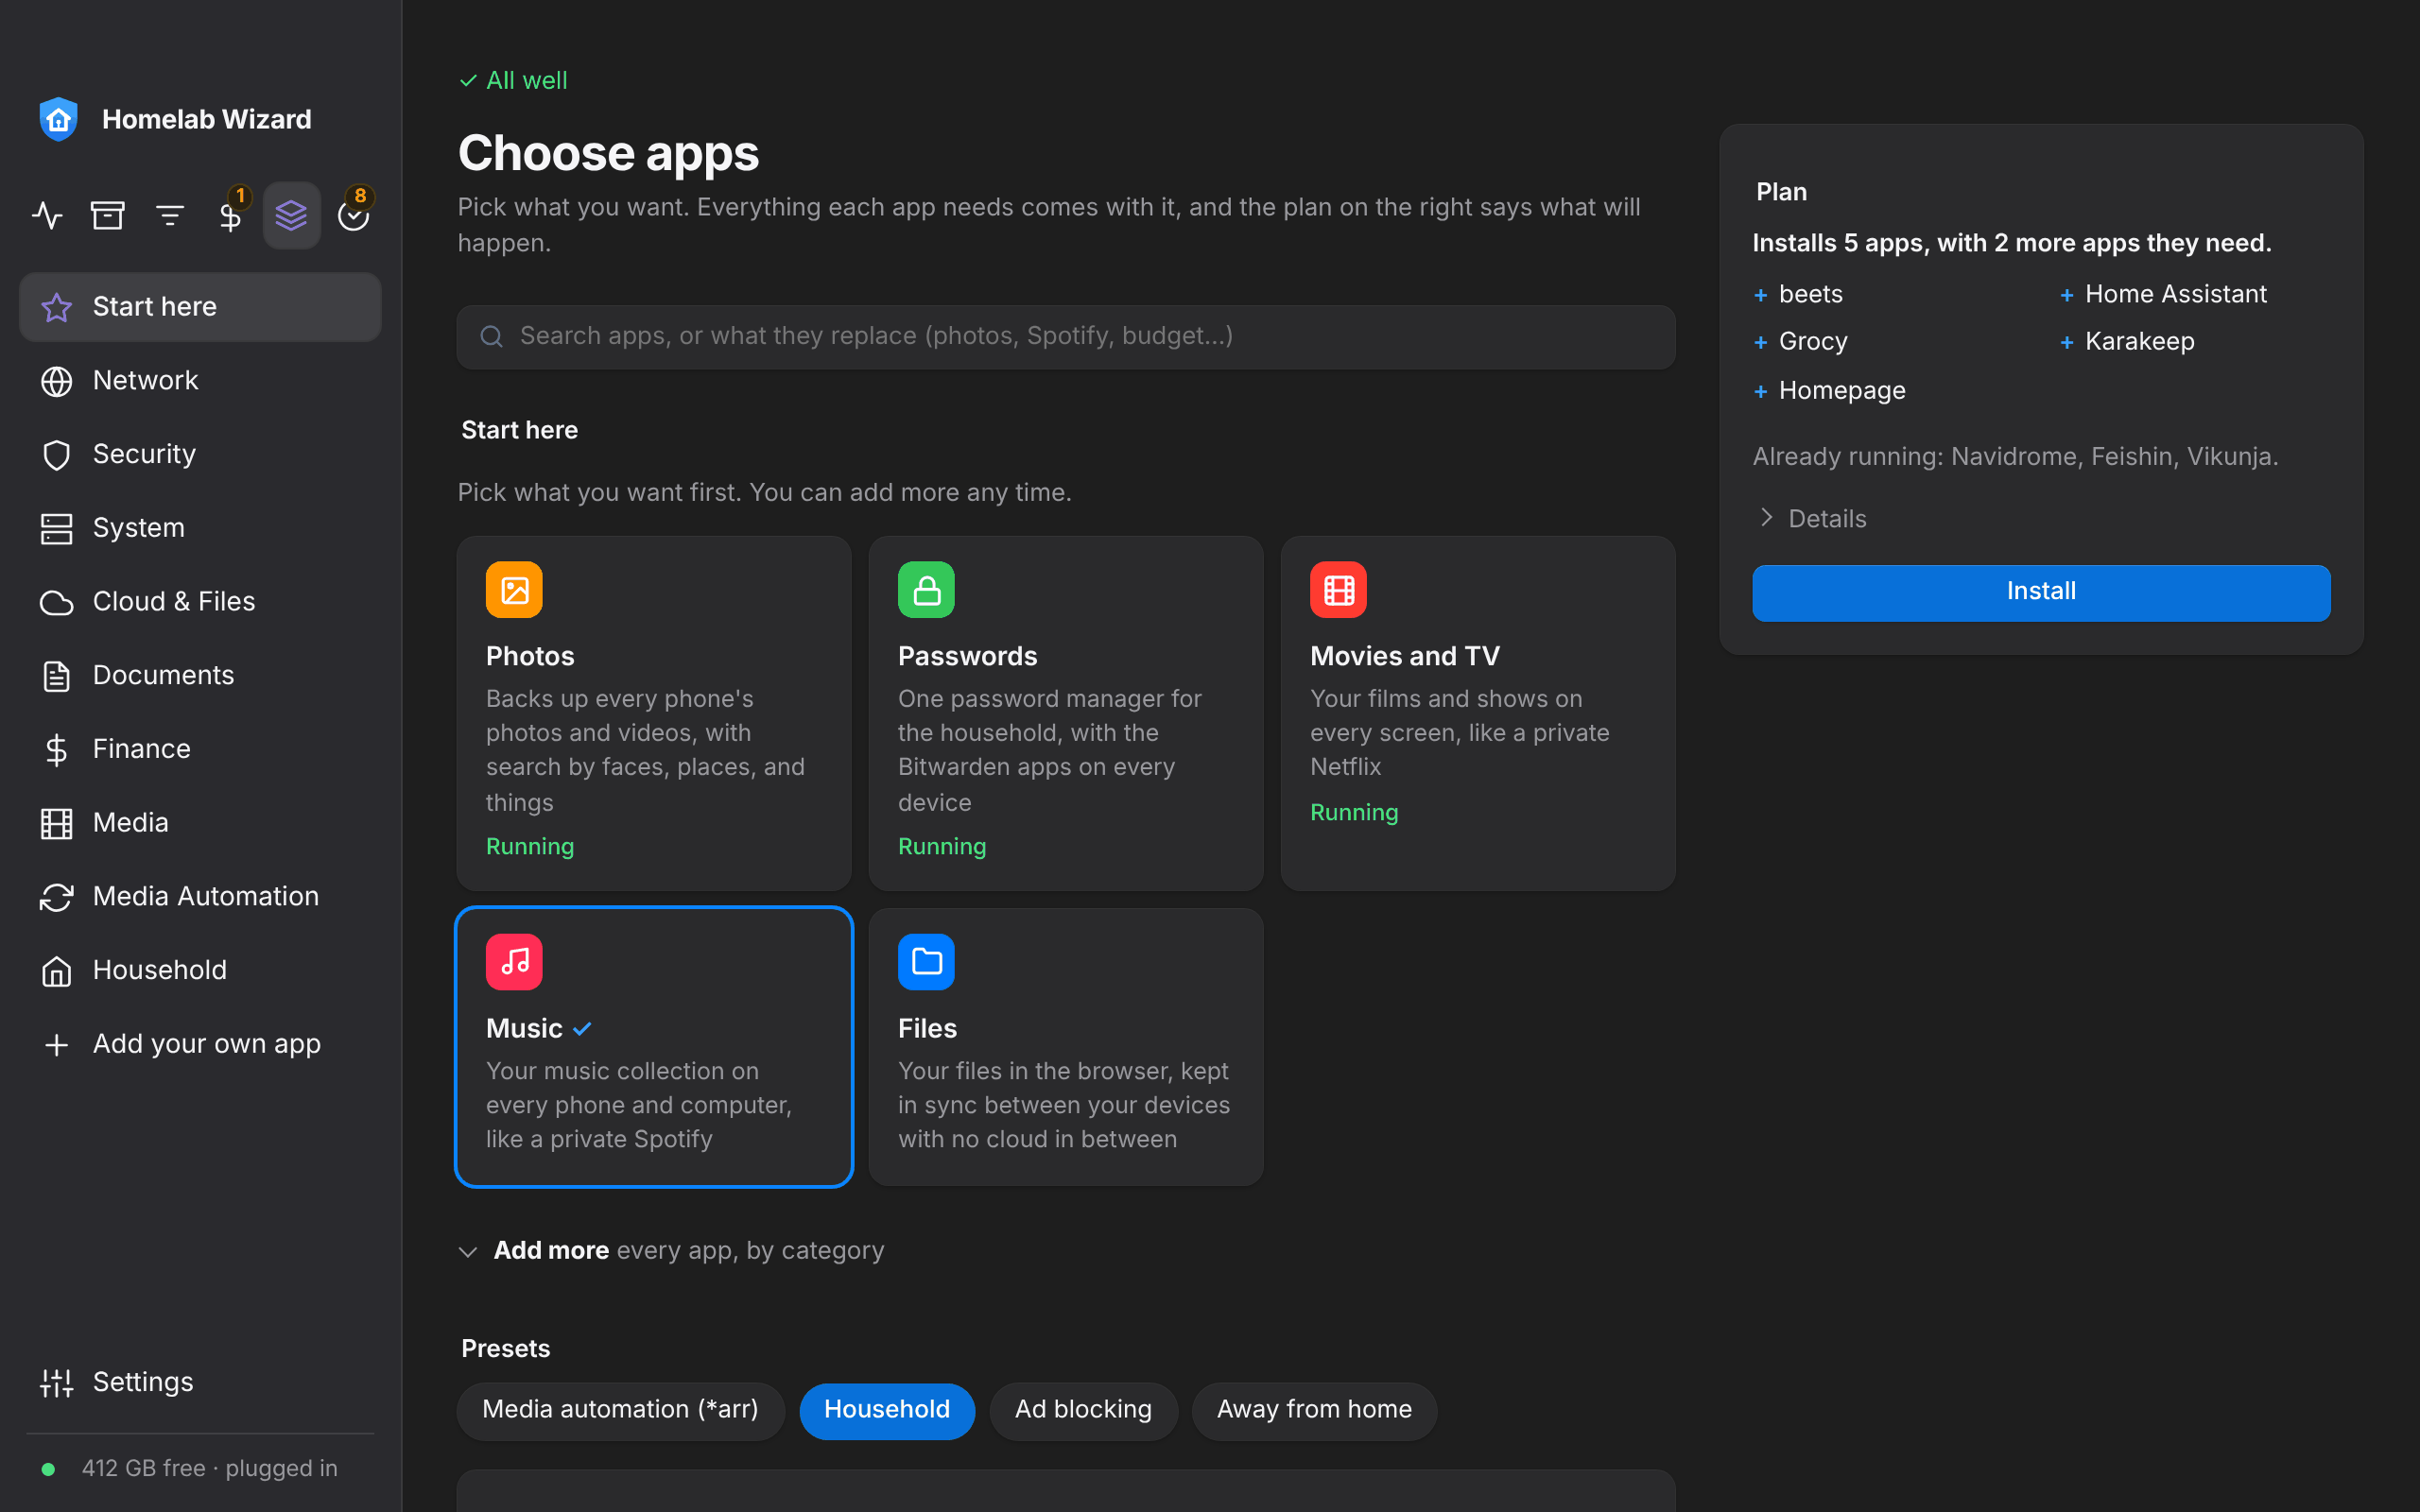 Homelab Wizard
1
8
Start here
Network
Security
System
Cloud & Files
Documents
Finance
Media
Media Automation
Household
Add your own app
Settings
412 GB free · plugged in
All well
Choose apps
Pick what you want. Everything each app needs comes with it, and the plan on the right says what will
happen.
Search apps, or what they replace (photos, Spotify, budget...)
Start here
Pick what you want first. You can add more any time.
Photos
Backs up every phone's
photos and videos, with
search by faces, places, and
things
Running
Passwords
One password manager for
the household, with the
Bitwarden apps on every
device
Running
Movies and TV
Your films and shows on
every screen, like a private
Netflix
Running
Music
Your music collection on
every phone and computer,
like a private Spotify
Files
Your files in the browser, kept
in sync between your devices
with no cloud in between
Add more every app, by category
Presets
Media automation (*arr)
Household
Ad blocking
Away from home
Plan
Installs 5 apps, with 2 more apps they need.
+ beets
+ Home Assistant
+ Grocy
+ Karakeep
+ Homepage
Already running: Navidrome, Feishin, Vikunja.
Details
Install